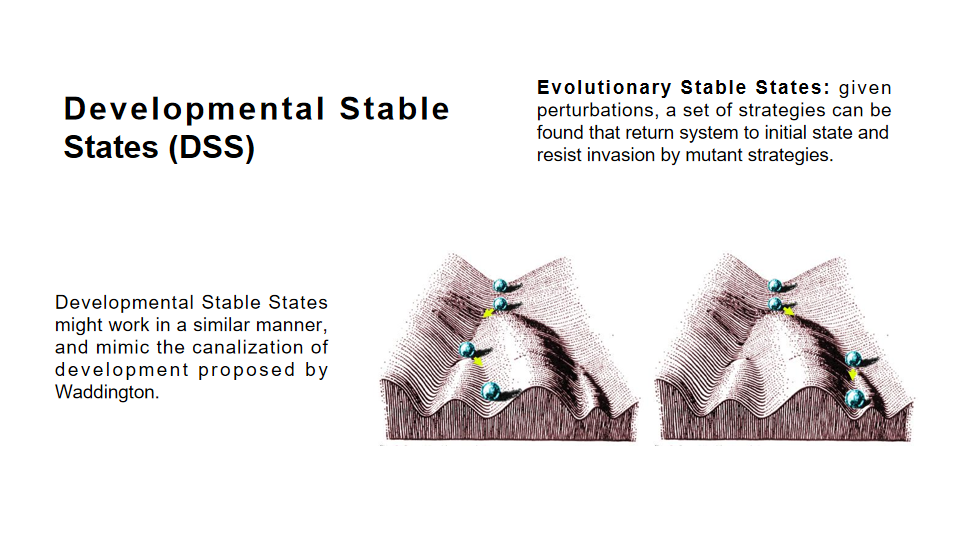 Developmental Stable
States (DSS)
Evolutionary Stable States: given
perturbations, a set of strategies can be
found that return system to initial state and
resist invasion by mutant strategies.
Developmental Stable States
might work in a similar manner,
and mimic the canalization of
development proposed by
Waddington.